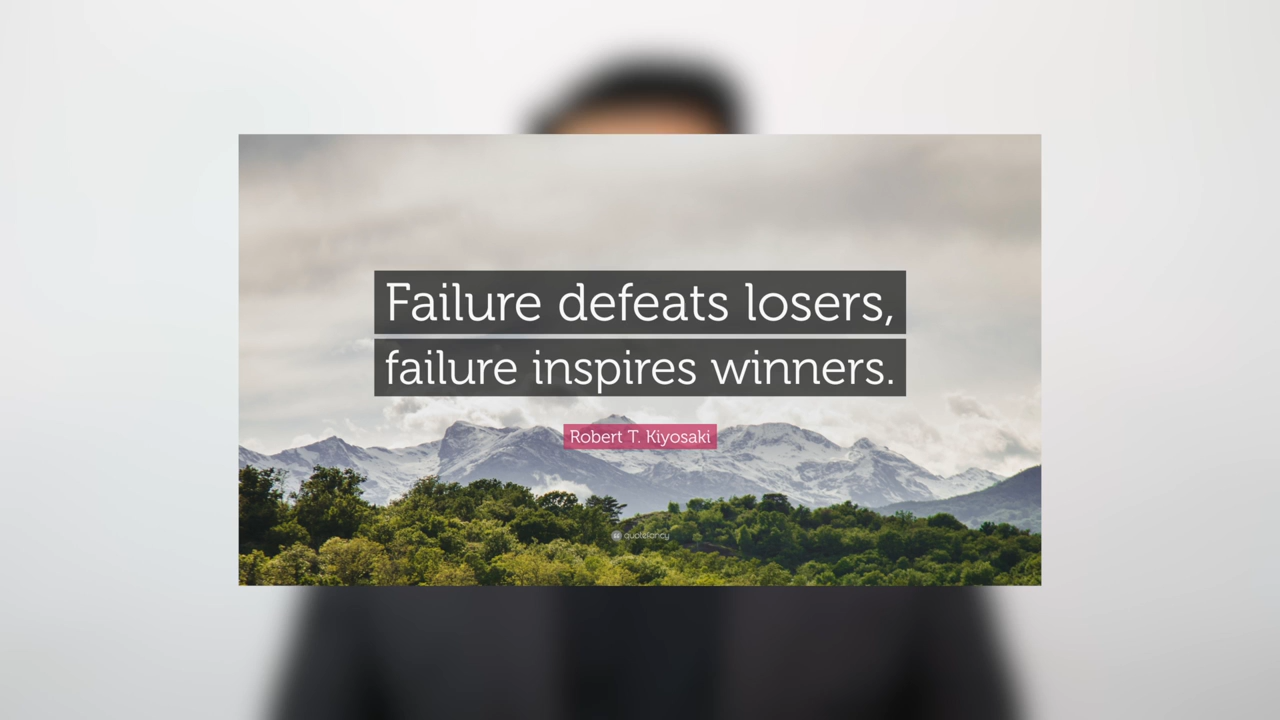 Failure defeats losers,
failure inspires winners.
Robert T. Kiyosaki
quotefancy